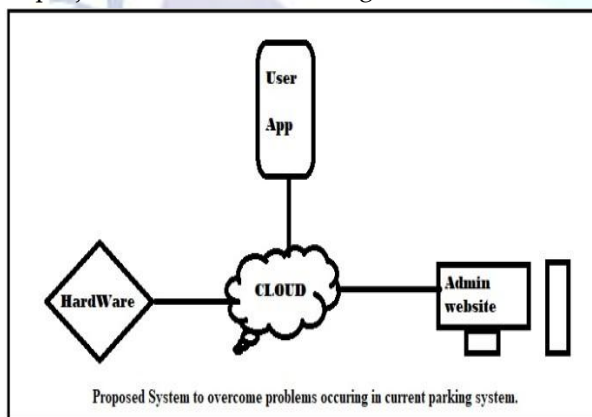 User
App
HardWare
CLOUD
Admin
website
Proposed System to overcome problems occuring in current parking system.